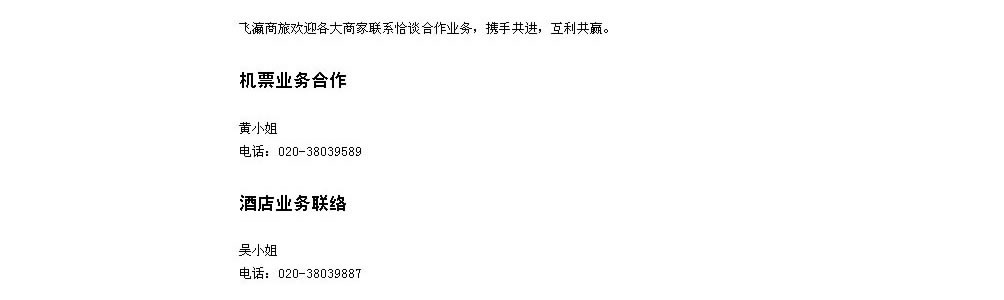 飞瀛商旅欢迎各大商家联系恰谈合作业务，携手共进，互利共赢。
机票业务合作
黄小姐
电话：020-38039589
酒店业务联络
吴小姐
电话：020-38039887